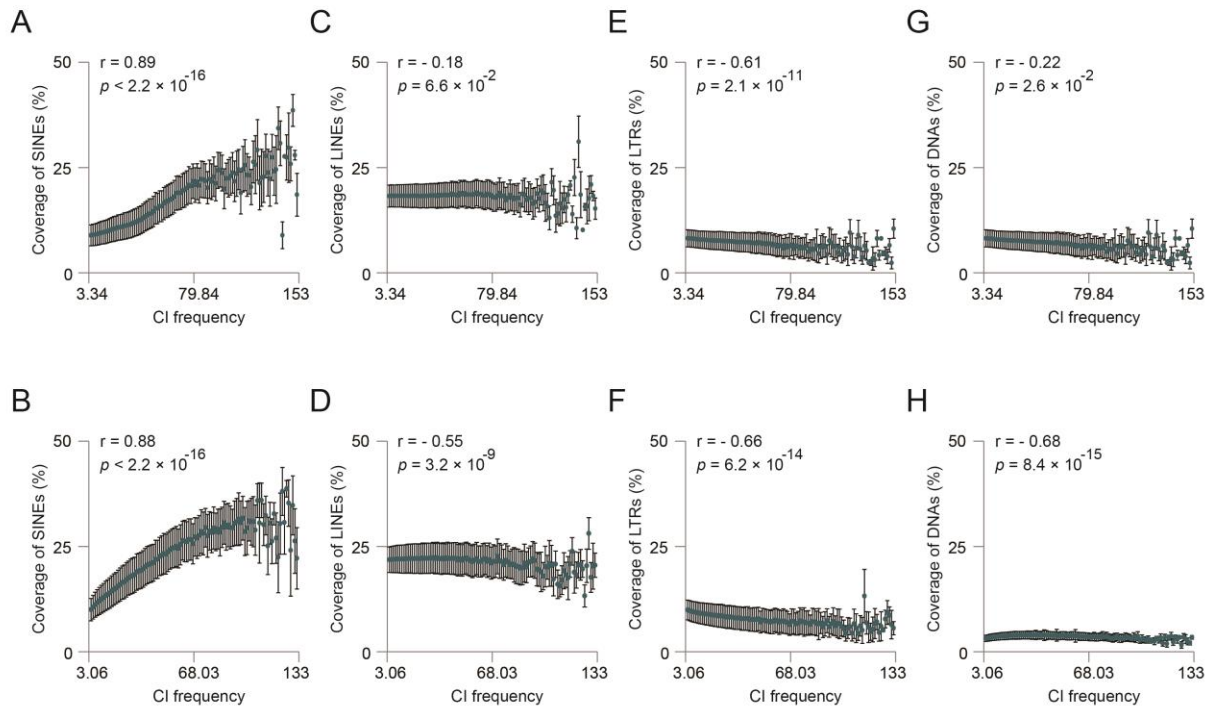 A
50
r = 0.89
p < 2.2 × 10-16
Coverage of SINEs (%)
25
0
3.34
79.84
153
CI frequency
C
50
r = - 0.18
p = 6.6 × 10-2
Coverage of LINEs (%)
25
0
3.34
79.84
153
CI frequency
E
50
r = - 0.61
p = 2.1 × 10-11
Coverage of LTRs (%)
25
0
3.34
79.84
153
CI frequency
G
50
r = - 0.22
p = 2.6 × 10-2
Coverage of DNAs (%)
25
0
3.34
79.84
153
CI frequency
B
50
r = 0.88
p < 2.2 × 10-16
Coverage of SINEs (%)
25
0
3.06
68.03
133
CI frequency
D
50
r = - 0.55
p = 3.2 × 10-9
Coverage of LINEs (%)
25
0
3.06
68.03
133
CI frequency
F
50
r = - 0.66
p = 6.2 × 10-14
Coverage of LTRs (%)
25
0
3.06
68.03
133
CI frequency
H
50
r = - 0.68
p = 8.4 × 10-15
Coverage of DNAs (%)
25
0
3.06
68.03
133
CI frequency